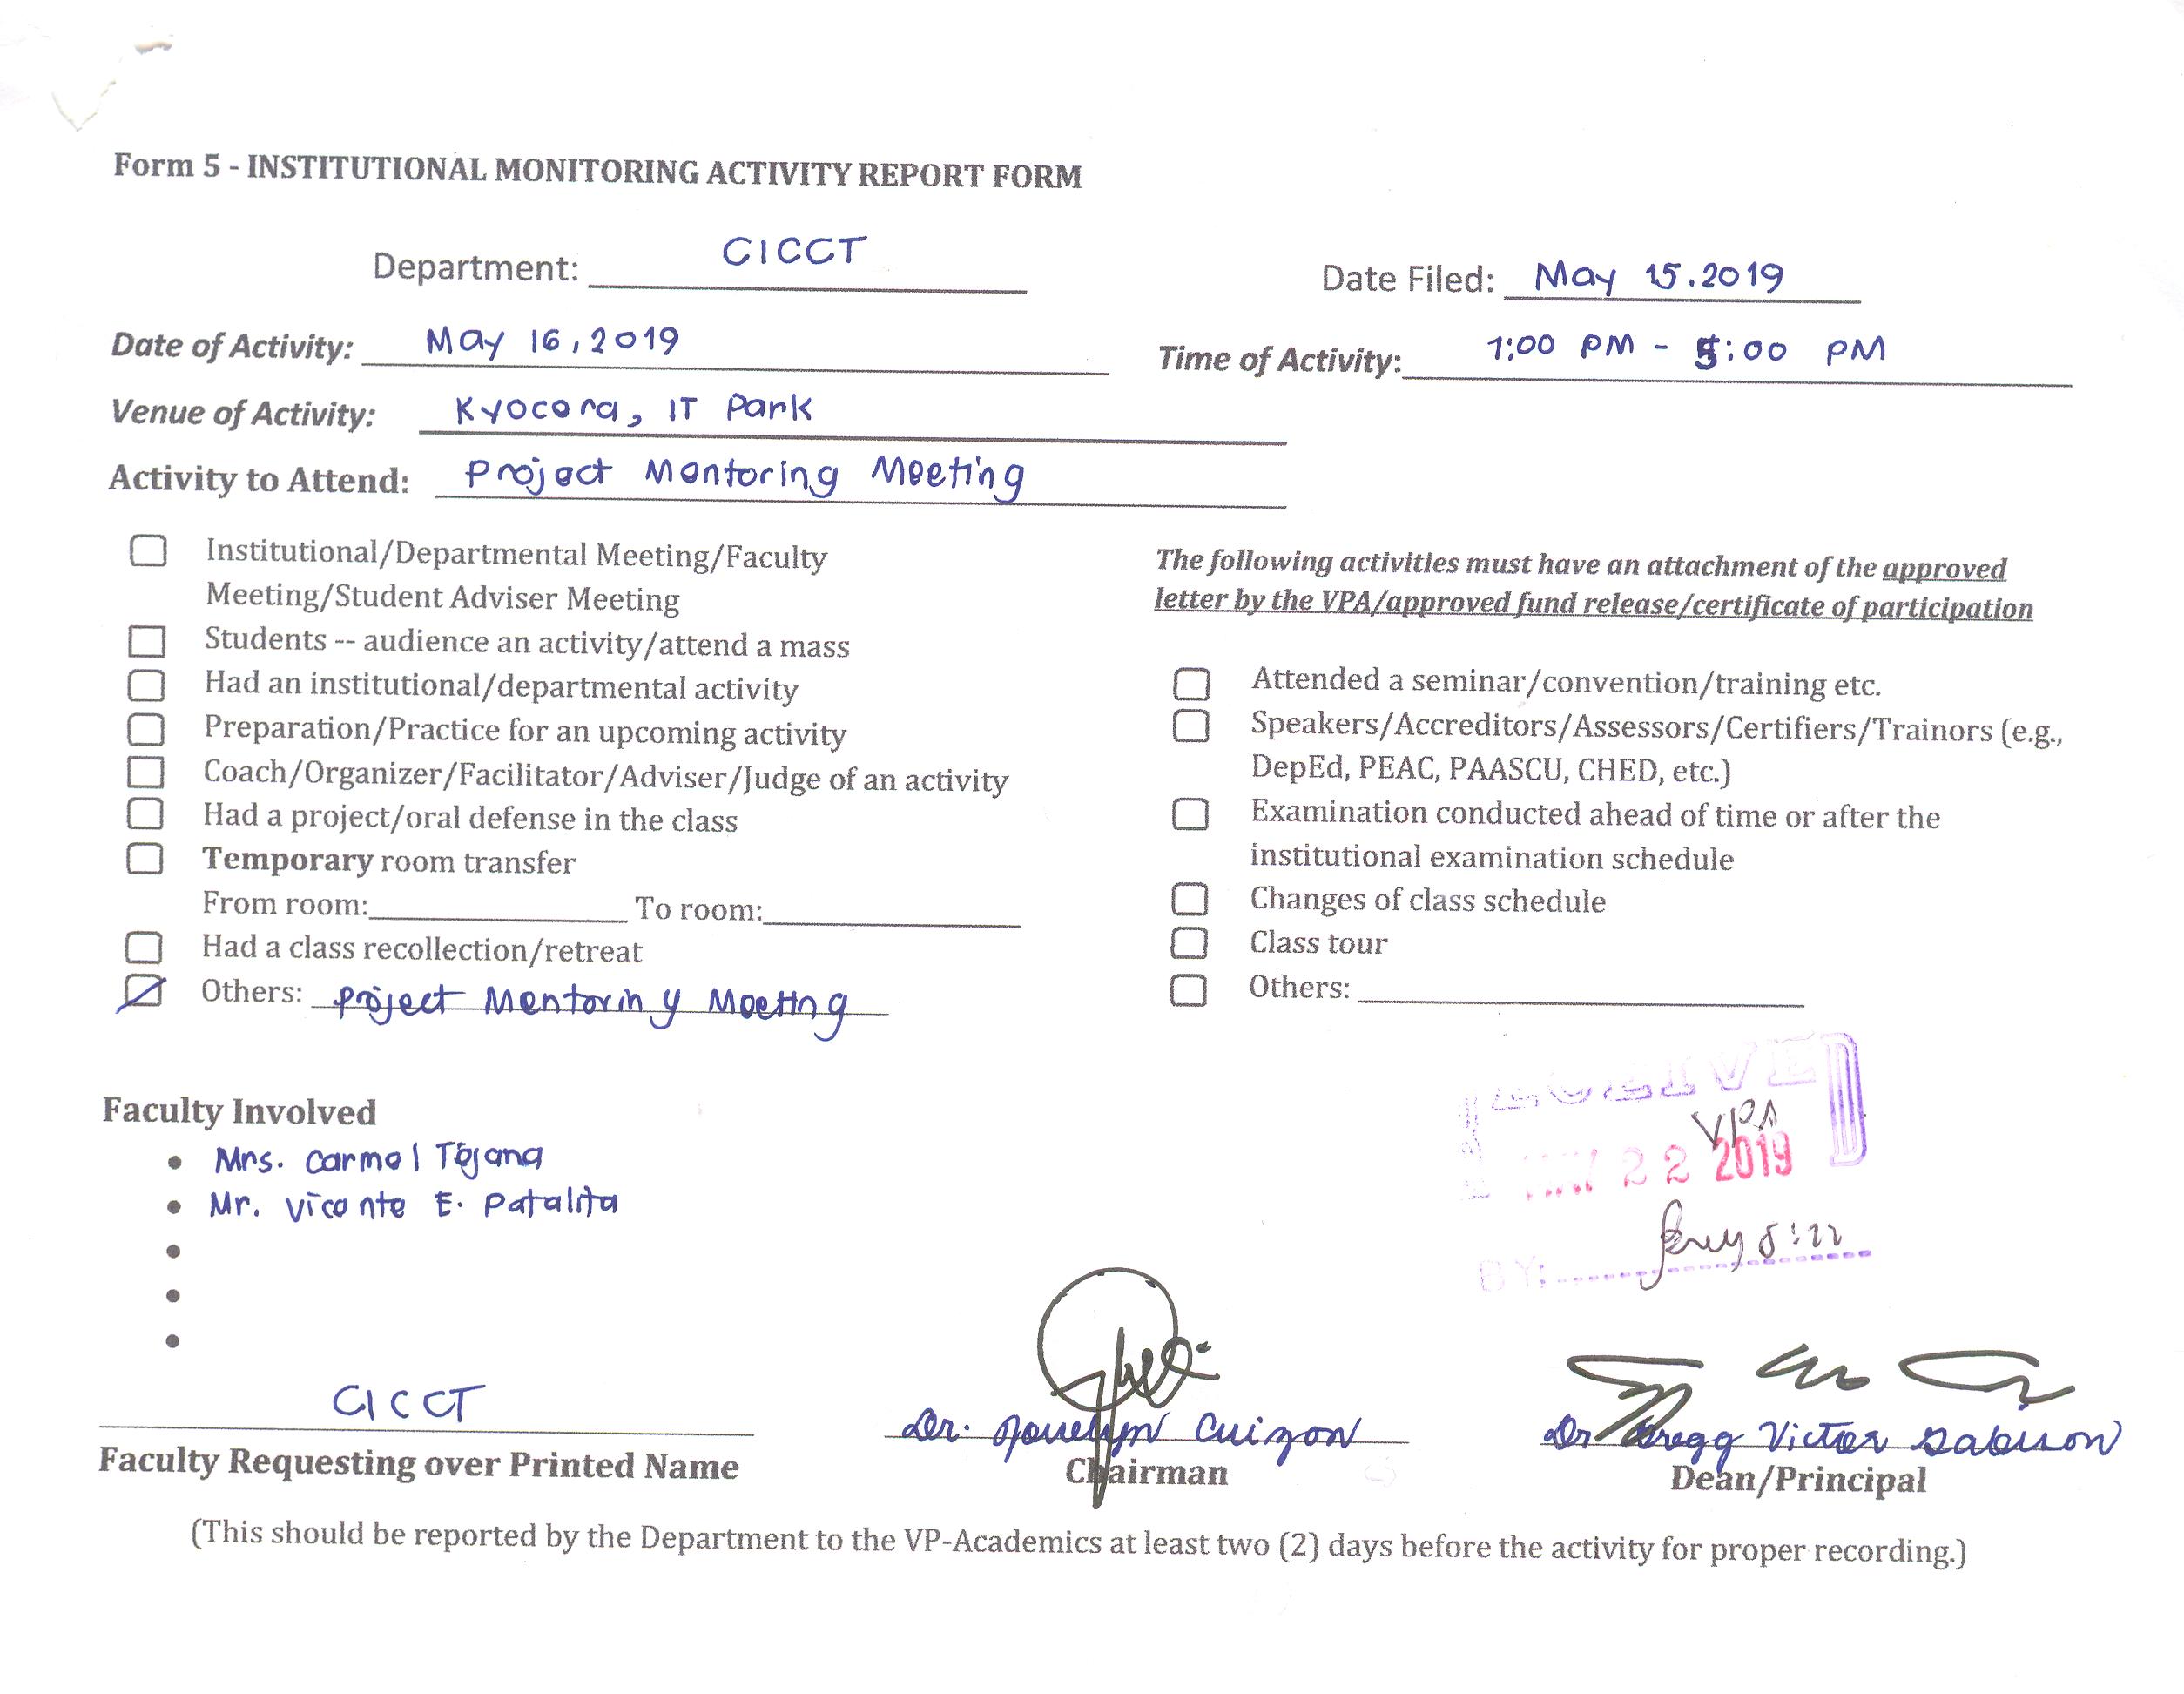 Form 5 - INSTITUTIONAL MONITORING ACTIVITY REPORT FORM
Department: CICCT
Date Filed: May 15.2019
Date of Activity: May 16,2019
Time of Activity: 1:00 PM - 5:00 PM
Venue of Activity: Kyocera, IT Park
Activity to Attend: Project Mentoring Meeting
Institutional/Departmental Meeting/Faculty
Meeting/Student Adviser Meeting
Students -- audience an activity/attend a mass
Had an institutional/departmental activity
Preparation/Practice for an upcoming activity
Coach/Organizer/Facilitator/Adviser/Judge of an activity
Had a project/oral defense in the class
Temporary room transfer
From room: To room:
Had a class recollection/retreat
Others: Project Mentoring Meeting
The following activities must have an attachment of the approved
letter by the VPA/approved fund release/certificate of participation
Attended a seminar/convention/training etc.
Speakers/Accreditors/Assessors/Certifiers/Trainors (e.g.,
DepEd, PEAC, PAASCU, CHED, etc.)
Examination conducted ahead of time or after the
institutional examination schedule
Changes of class schedule
Class tour
Others:
RECEIVED
VPA
22 2019
BY: 8:22
Faculty Involved
• Mrs. Carmel Tejana
• Mr. Vicente E. Patalita
•
•
•
CICCT
Faculty Requesting over Printed Name
Dr. Jovelyn Cuizon
Chairman
Dr Gregg Victor Gabison
Dean/Principal
(This should be reported by the Department to the VP-Academics at least two (2) days before the activity for proper recording.)